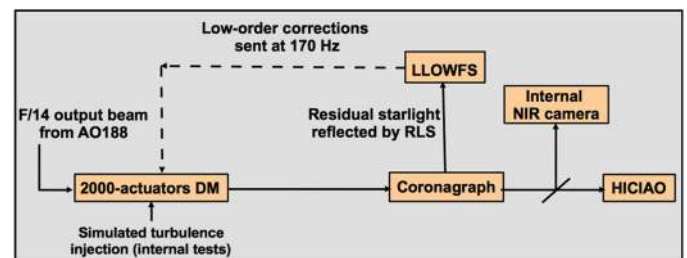 Low-order corrections
sent at 170 Hz
LLOWFS
F/14 output beam
from AO188
Residual starlight
reflected by RLS
Internal
NIR camera
2000-actuators DM
Coronagraph
HICIAO
Simulated turbulence
injection (internal tests)